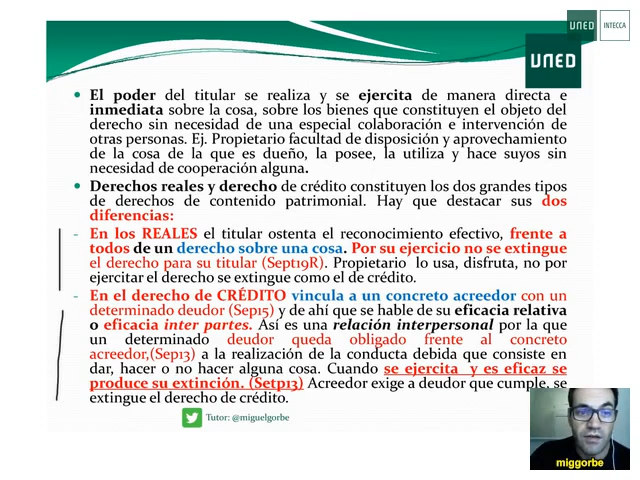 UNED
INTECCA
UNED
• El poder del titular se realiza y se ejercita de manera directa e
inmediata sobre la cosa, sobre los bienes que constituyen el objeto del
derecho sin necesidad de una especial colaboración e intervención de
otras personas. Ej. Propietario facultad de disposición y aprovechamiento
de la cosa de la que es dueño, la posee, la utiliza y hace suyos sin
necesidad de cooperación alguna.
• Derechos reales y derecho de crédito constituyen los dos grandes tipos
de derechos de contenido patrimonial. Hay que destacar sus dos
diferencias:
- En los REALES el titular ostenta el reconocimiento efectivo, frente a
todos de un derecho sobre una cosa. Por su ejercicio no se extingue
el derecho para su titular (Sept19R). Propietario lo usa, disfruta, no por
ejercitar el derecho se extingue como el de crédito.
- En el derecho de CRÉDITO vincula a un concreto acreedor con un
determinado deudor (Sep15) y de ahí que se hable de su eficacia relativa
o eficacia inter partes. Así es una relación interpersonal por la que
un determinado deudor queda obligado frente al concreto
acreedor,(Sep13) a la realización de la conducta debida que consiste en
dar, hacer o no hacer alguna cosa. Cuando se ejercita y es eficaz se
produce su extinción. (Setp13) Acreedor exige a deudor que cumple, se
extingue el derecho de crédito.
Tutor: @miguelgorbe
miggorbe